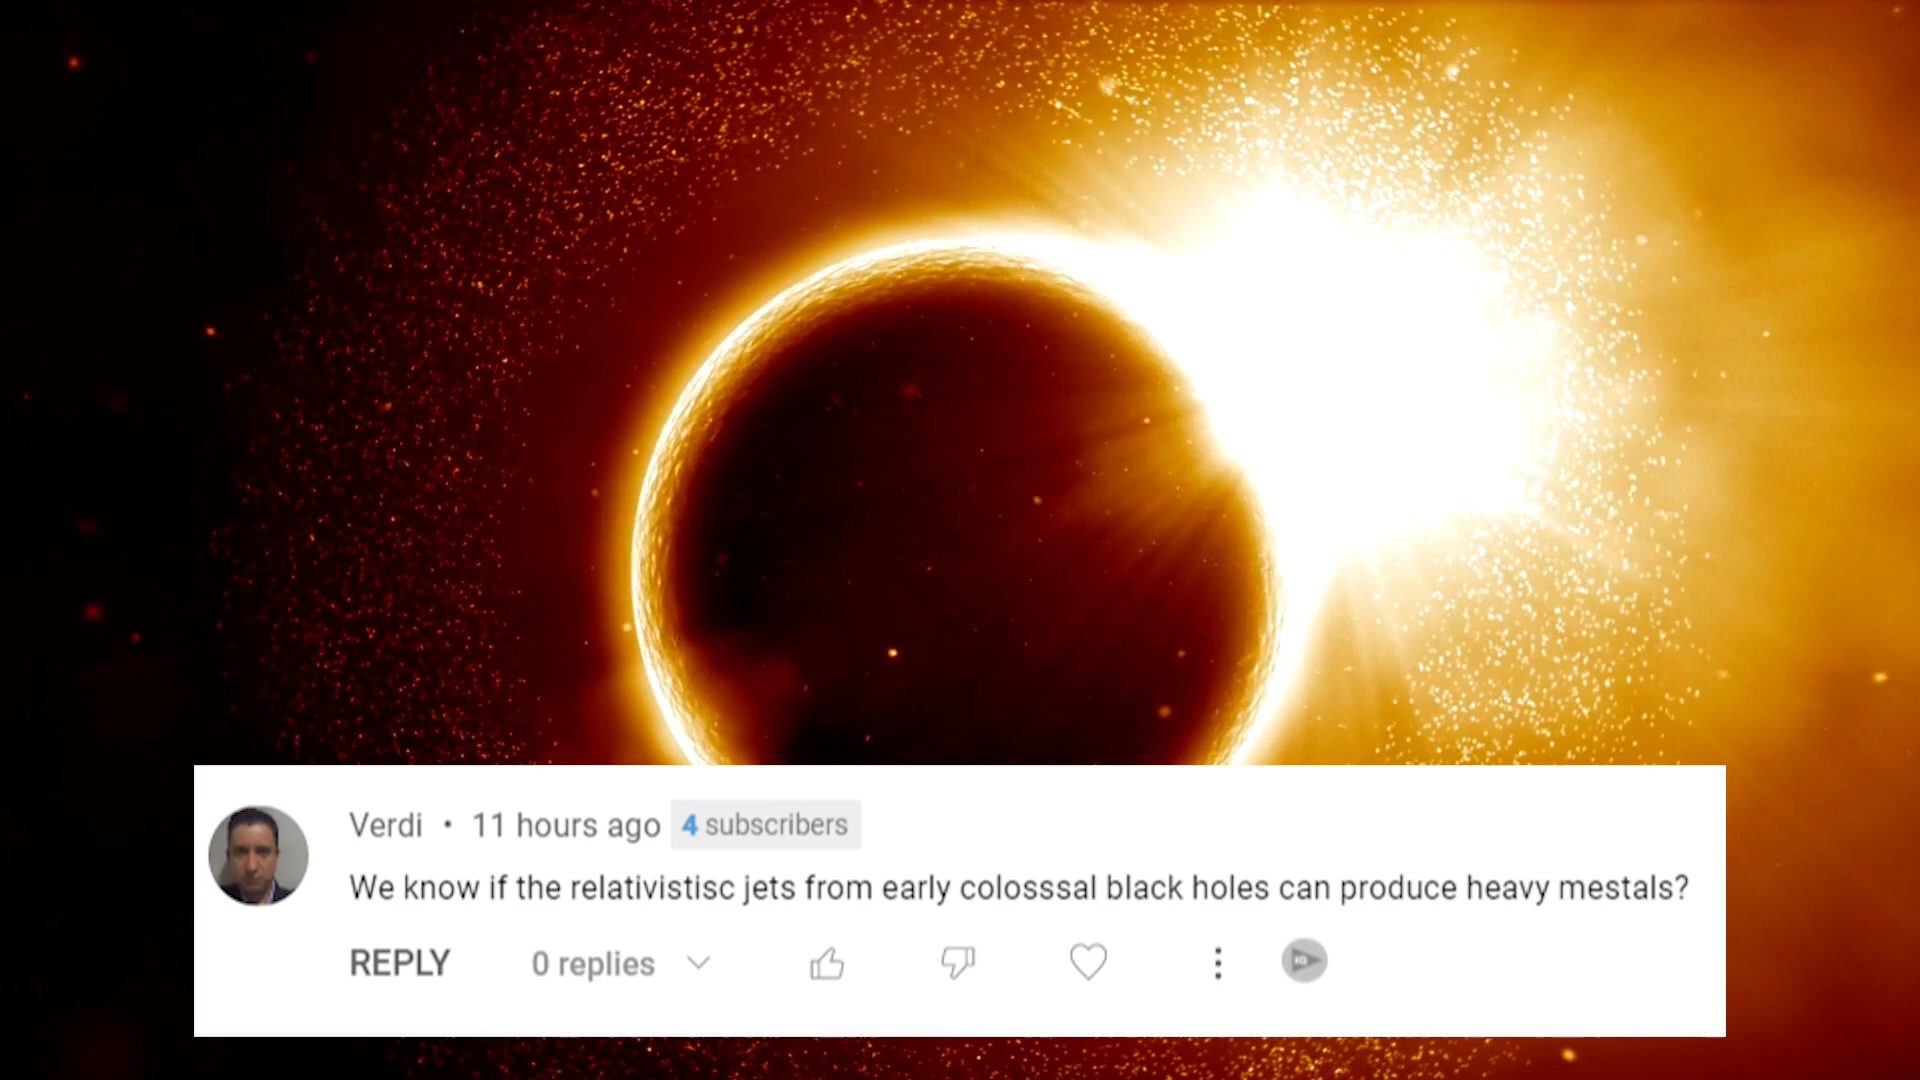 Verdi • 11 hours ago 4 subscribers
We know if the relativistisc jets from early colosssal black holes can produce heavy mestals?
REPLY 0 replies